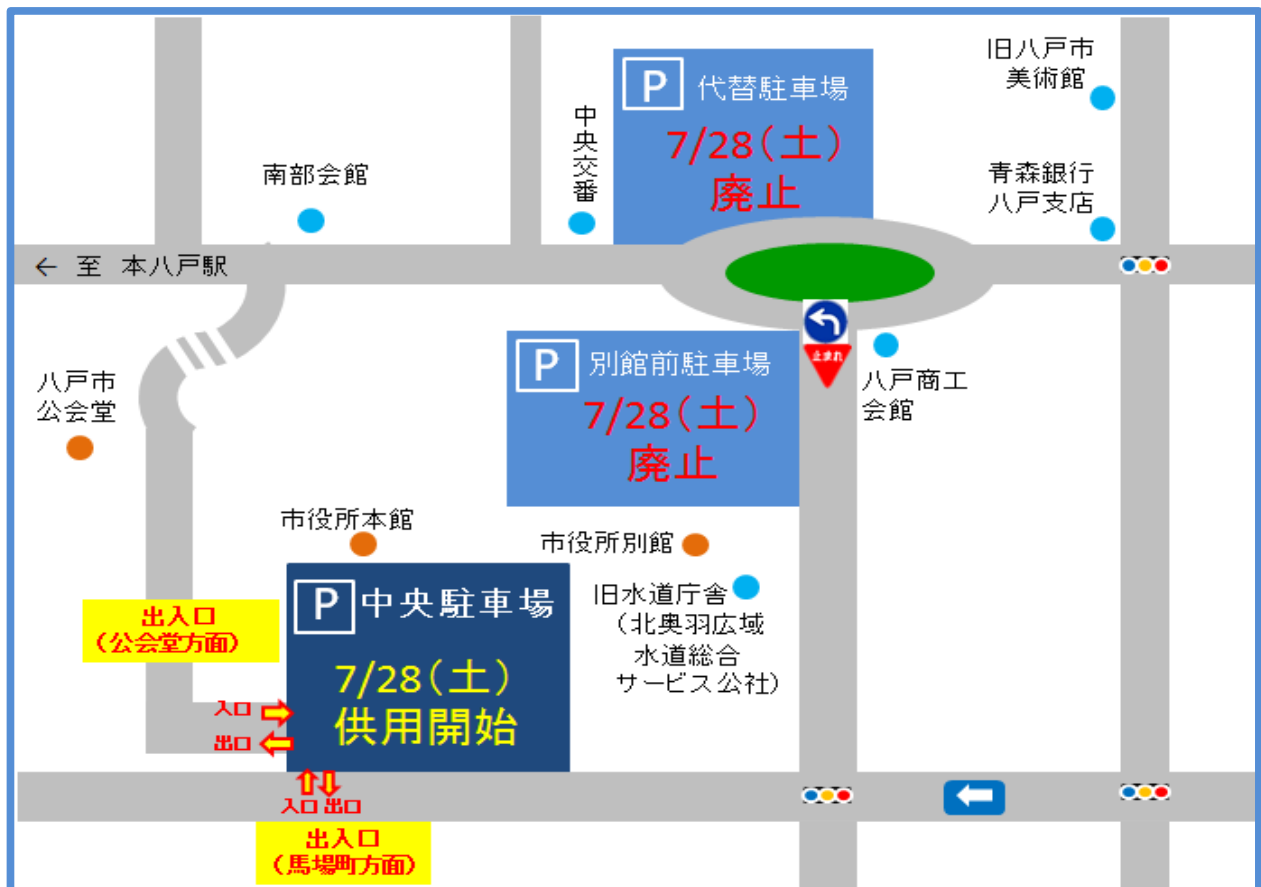 旧八戸市
美術館
P 代替駐車場
7/28(土)
廃止
中央交番
南部会館
青森銀行
八戸支店
← 至 本八戸駅
止まれ
P 別館前駐車場
7/28(土)
廃止
八戸商工
会館
八戸市
公会堂
市役所本館
市役所別館
P 中央駐車場
7/28(土)
供用開始
旧水道庁舎
(北奥羽広域
水道総合
サービス公社)
出入口
(公会堂方面)
入口
出口
入口 出口
出入口
(馬場町方面)